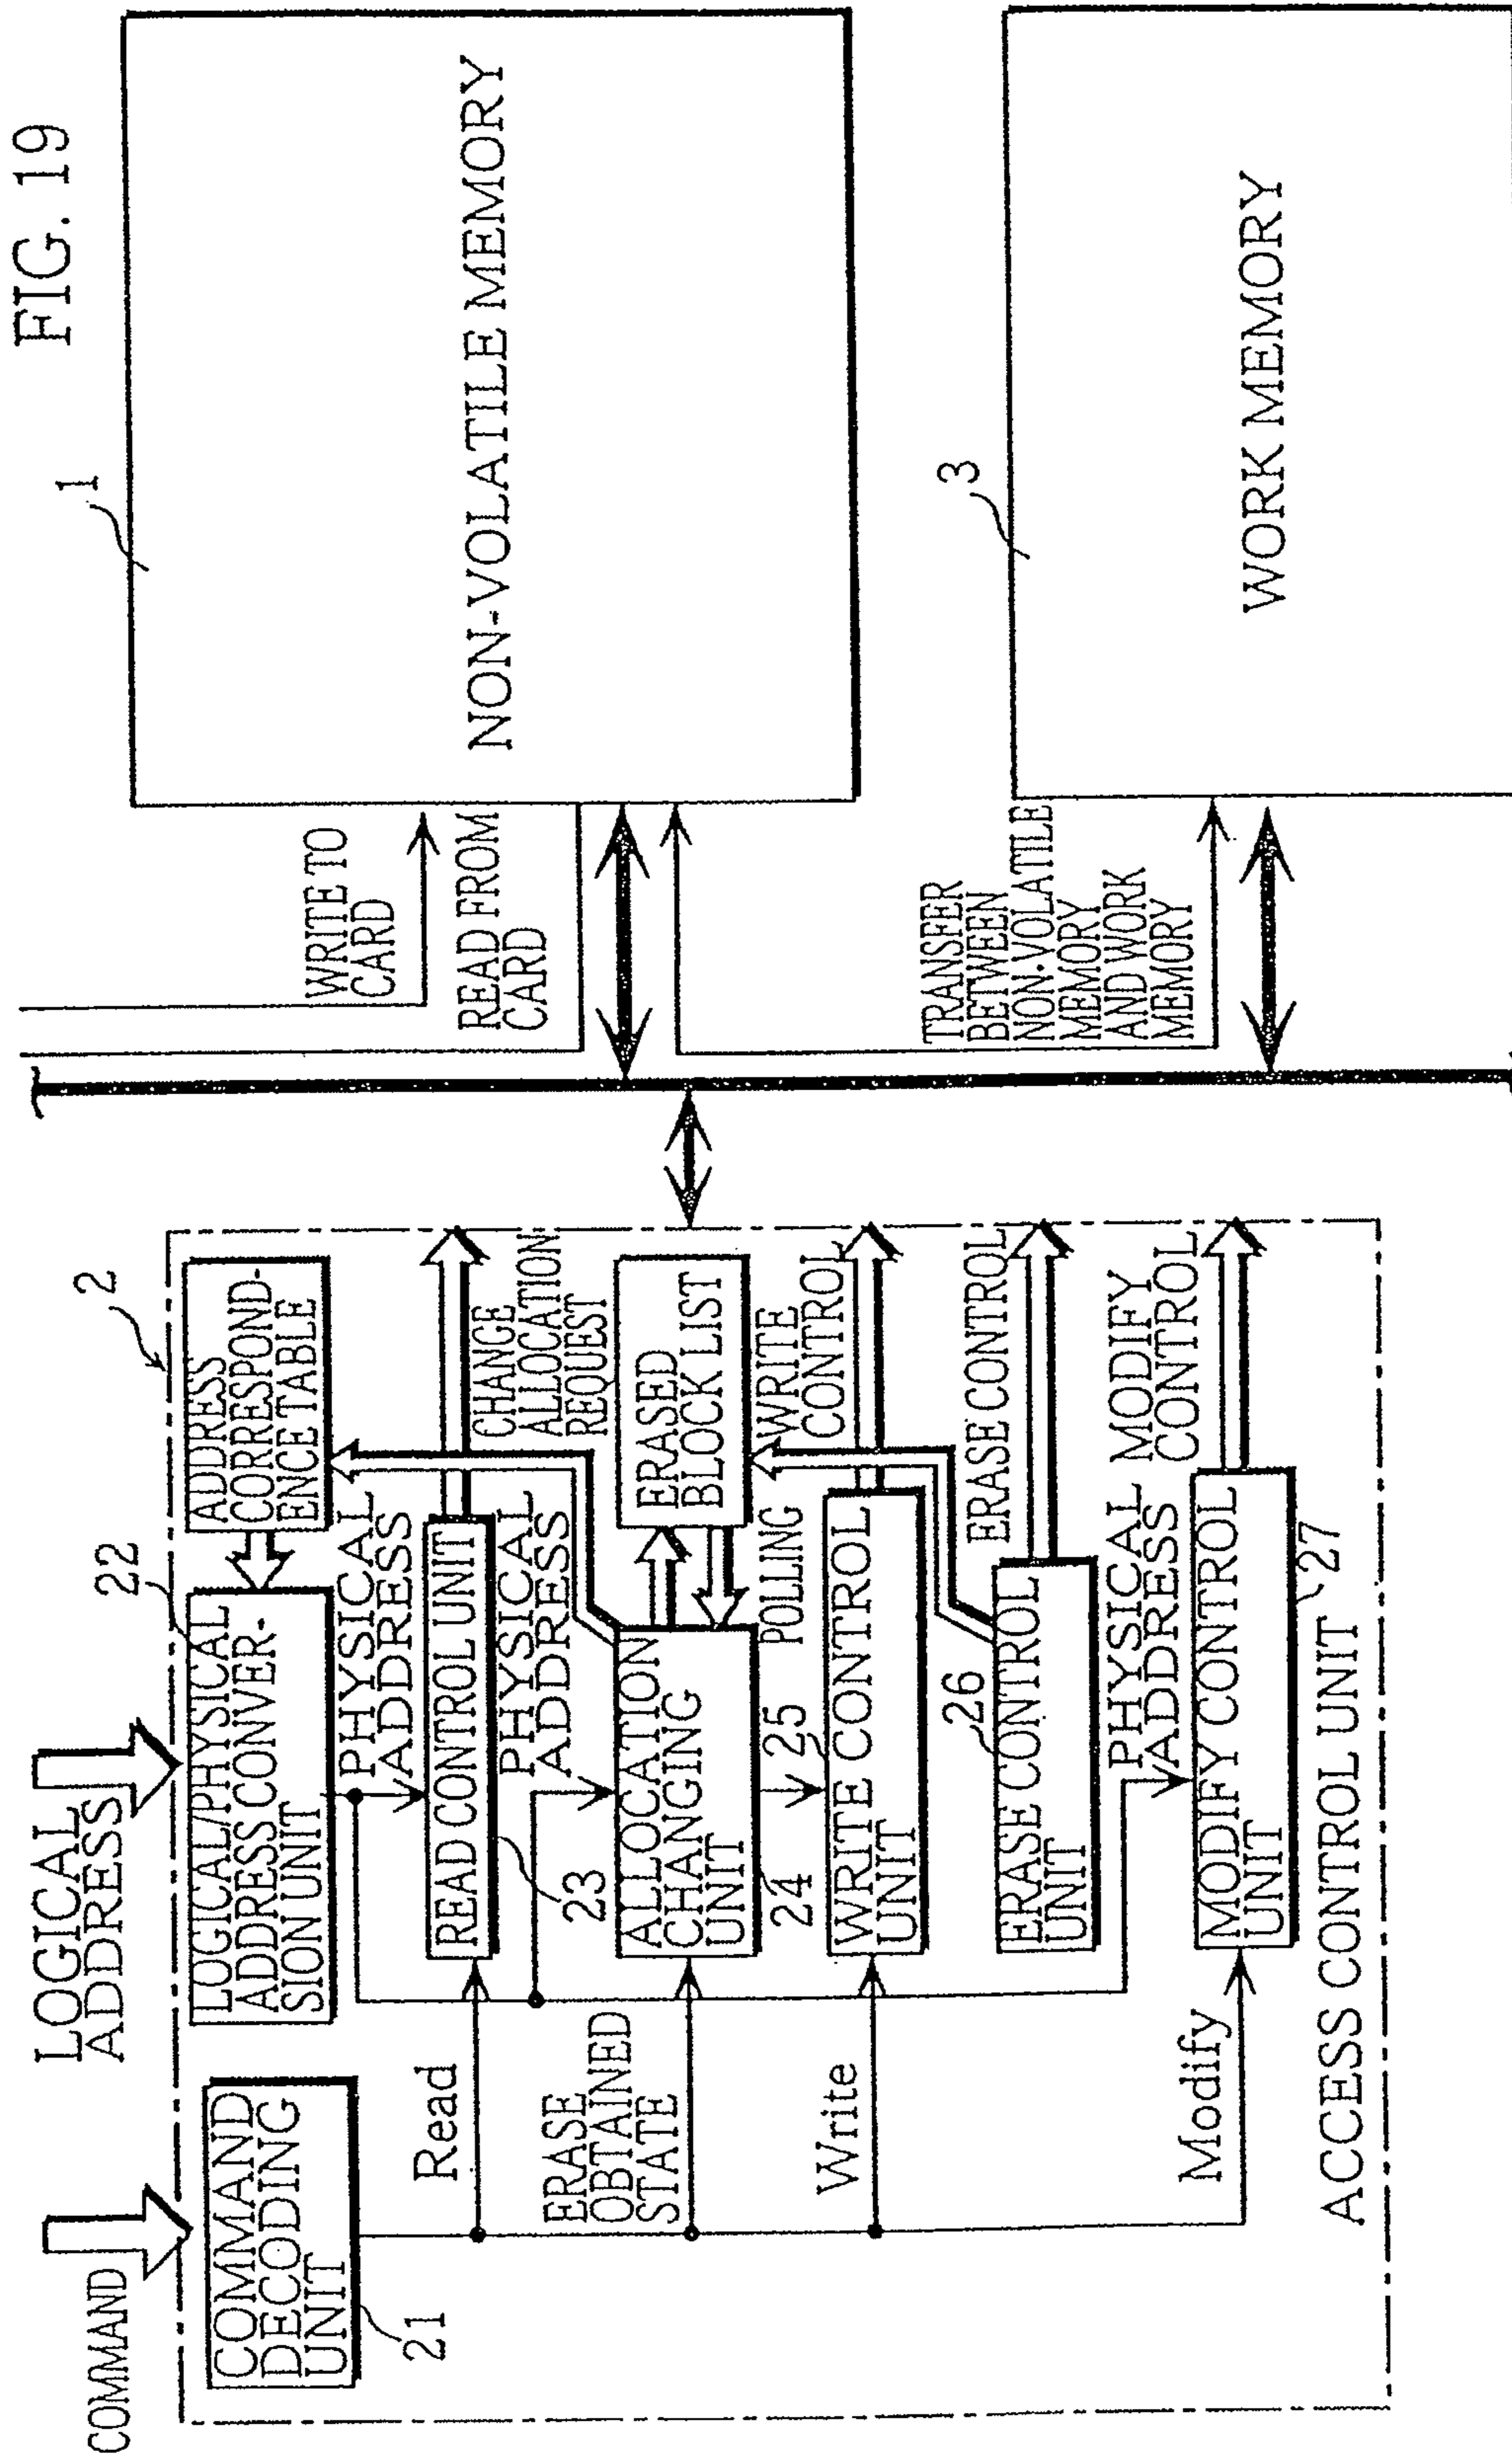 FIG. 19
COMMAND
LOGICAL
ADDRESS
2
COMMAND
DECODING
UNIT
21
LOGICAL/PHYSICAL
ADDRESS CONVER-
SION UNIT
22
ADDRESS
CORRESPOND-
ENCE TABLE
PHYSICAL
ADDRESS
Read
READ CONTROL UNIT
23
PHYSICAL
ADDRESS
CHANGE
ALLOCATION
REQUEST
ERASE
OBTAINED
STATE
ALLOCATION
CHANGING
UNIT
24
ERASED
BLOCK LIST
POLLING
WRITE
CONTROL
Write
25
WRITE CONTROL
UNIT
26
ERASE CONTROL
UNIT
ERASE CONTROL
PHYSICAL
ADDRESS
MODIFY
CONTROL
Modify
MODIFY CONTROL
UNIT
27
ACCESS CONTROL UNIT
WRITE TO
CARD
READ FROM
CARD
1
NON-VOLATILE MEMORY
TRANSFER
BETWEEN
NON-VOLATILE
MEMORY
AND WORK
MEMORY
3
WORK MEMORY